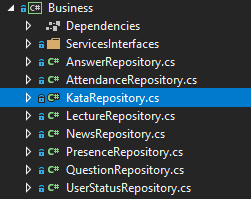 C# Business
Dependencies
ServicesInterfaces
C# AnswerRepository.cs
C# AttendanceRepository.cs
C# KataRepository.cs
C# LectureRepository.cs
C# NewsRepository.cs
C# PresenceRepository.cs
C# QuestionRepository.cs
C# UserStatusRepository.cs